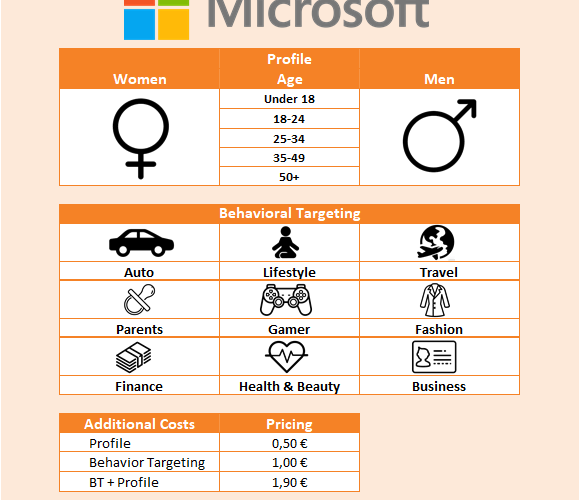 Microsoft
Profile
Women Age Men
Under 18
18-24
25-34
35-49
50+
Behavioral Targeting
Auto Lifestyle Travel
Parents Gamer Fashion
Finance Health & Beauty Business
Additional Costs Pricing
Profile 0,50 €
Behavior Targeting 1,00 €
BT + Profile 1,90 €